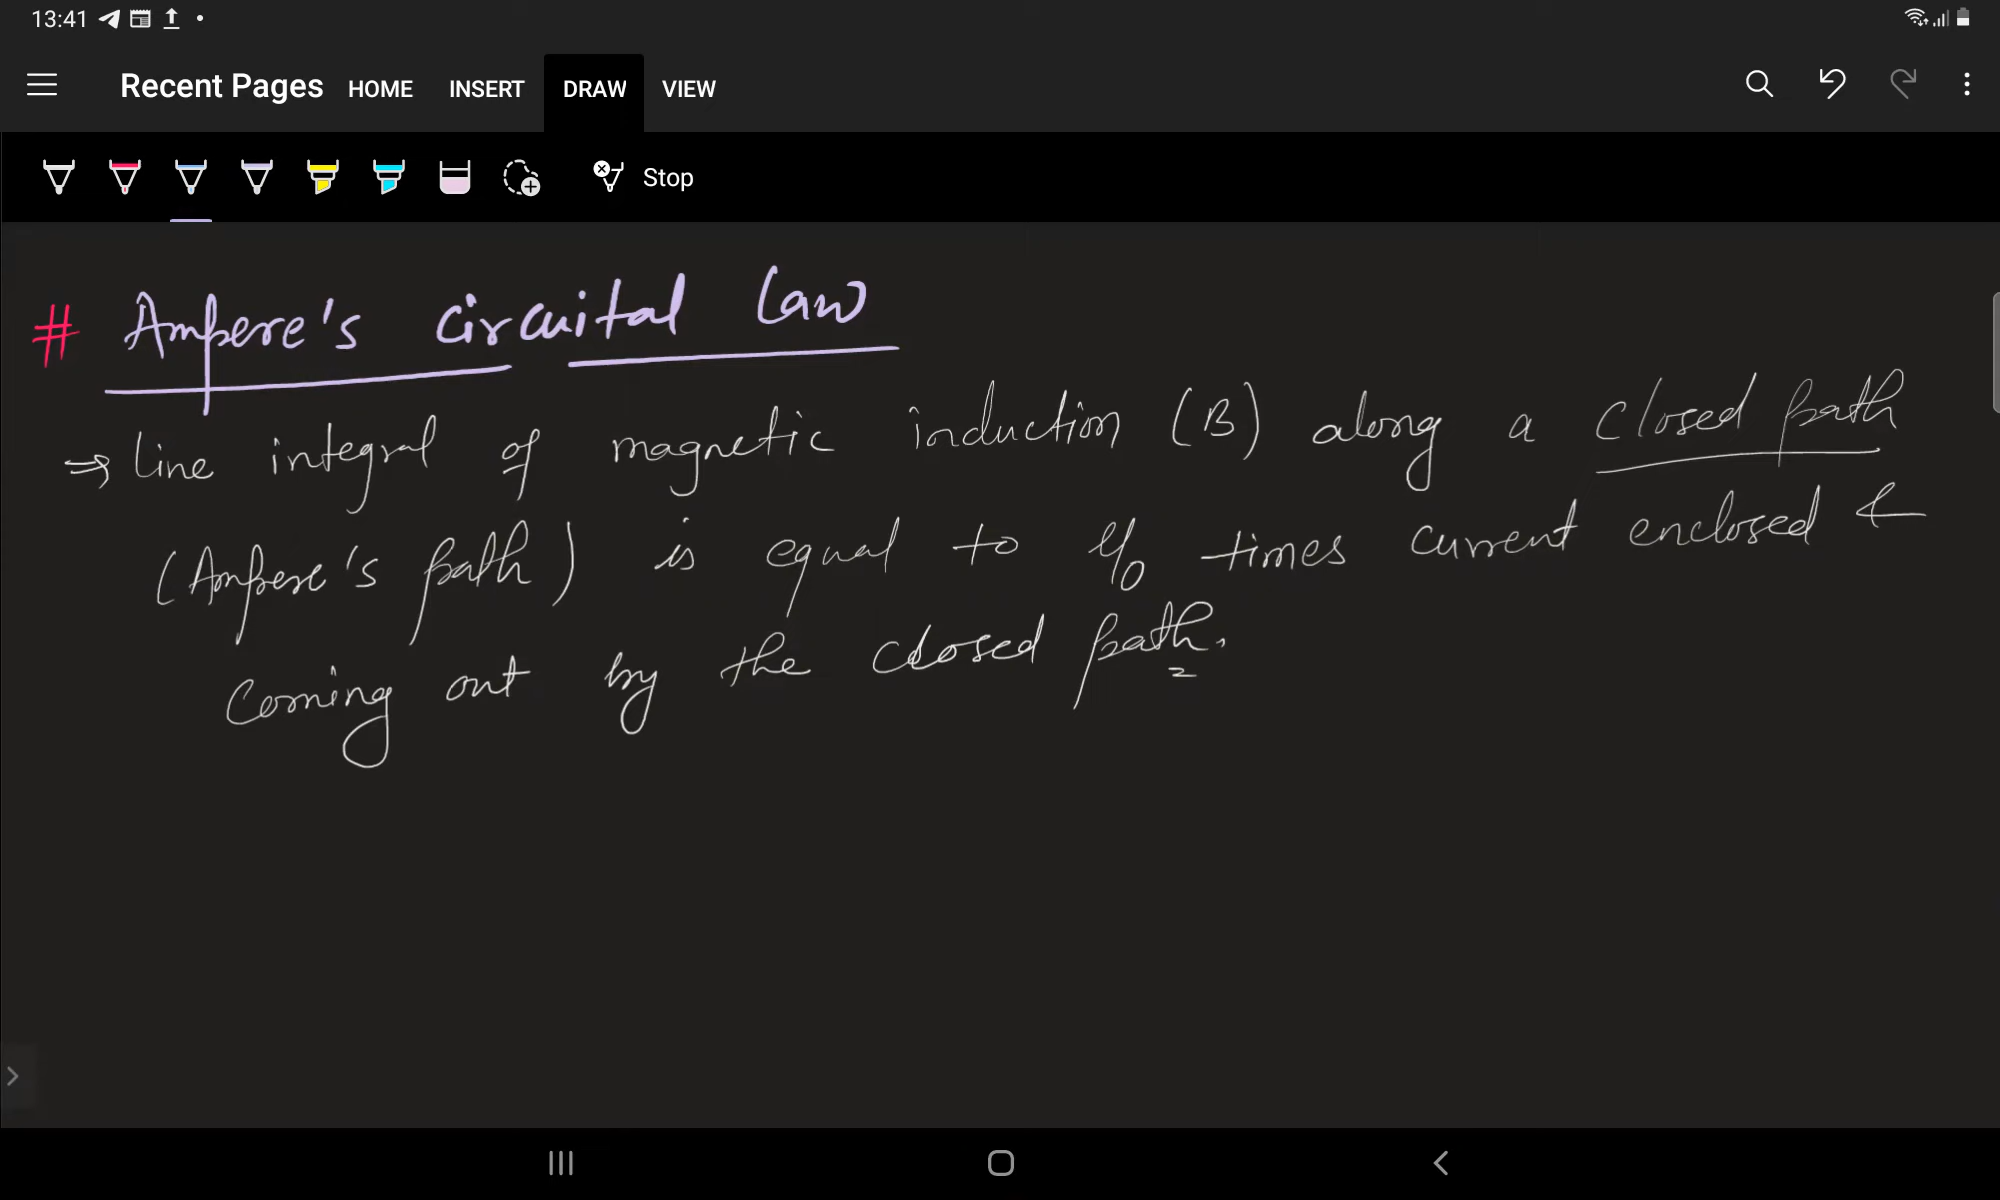 13:41
Recent Pages HOME INSERT DRAW VIEW
Stop
# Ampere's circuital law
⇒ line integral of magnetic induction (B) along a closed path
(Ampere's path) is equal to μ0 times current enclosed &
coming out by the closed path.